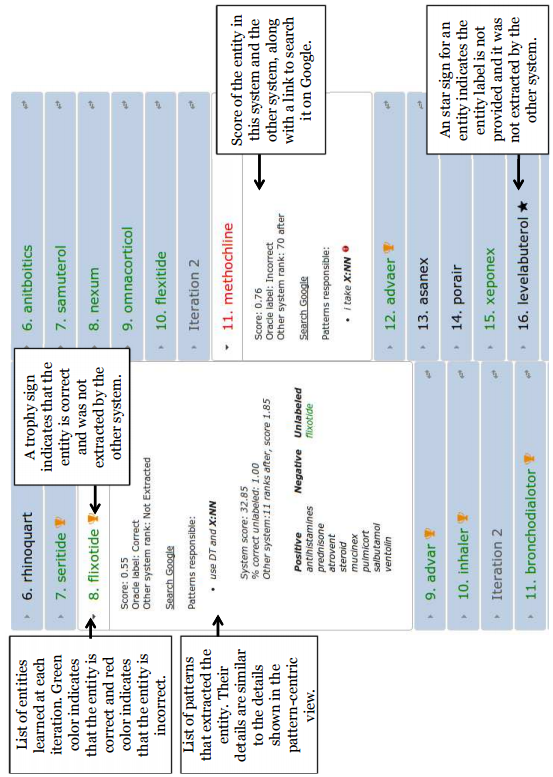 List of entities
learned at each
iteration. Green
color indicates
that the entity is
correct and red
color indicates
that the entity is
incorrect.
List of patterns
that extracted the
entity. Their
details are similar
to the details
shown in the
pattern-centric
view.
6. rhinoquart
7. seritide
8. flixotide
Score: 0.55
Oracle label: Correct
Other system rank: Not Extracted
Search Google
Patterns responsible:
• use DT and X:NN
System score: 32.85
% correct unlabeled: 1.00
Other system:11 ranks after, score 1.85
Positive Negative Unlabeled
antihistamines flixotide
prednisone
atrovent
steroid
mucinex
pulmicort
salbutamol
ventolin
9. advar
10. inhaler
Iteration 2
11. bronchodialotor
A trophy sign
indicates that the
entity is correct
and was not
extracted by the
other system.
6. anitboitics
7. samuterol
8. nexum
9. omnacorticol
10. flexitide
Iteration 2
11. methochline
Score: 0.76
Oracle label: Incorrect
Other system rank: 70 after
Search Google
Patterns responsible:
• I take X:NN
12. advaer
13. asanex
14. porair
15. xeponex
16. levelabuterol
Score of the entity in
this system and the
other system, along
with a link to search
it on Google.
An star sign for an
entity indicates the
entity label is not
provided and it was
not extracted by the
other system.